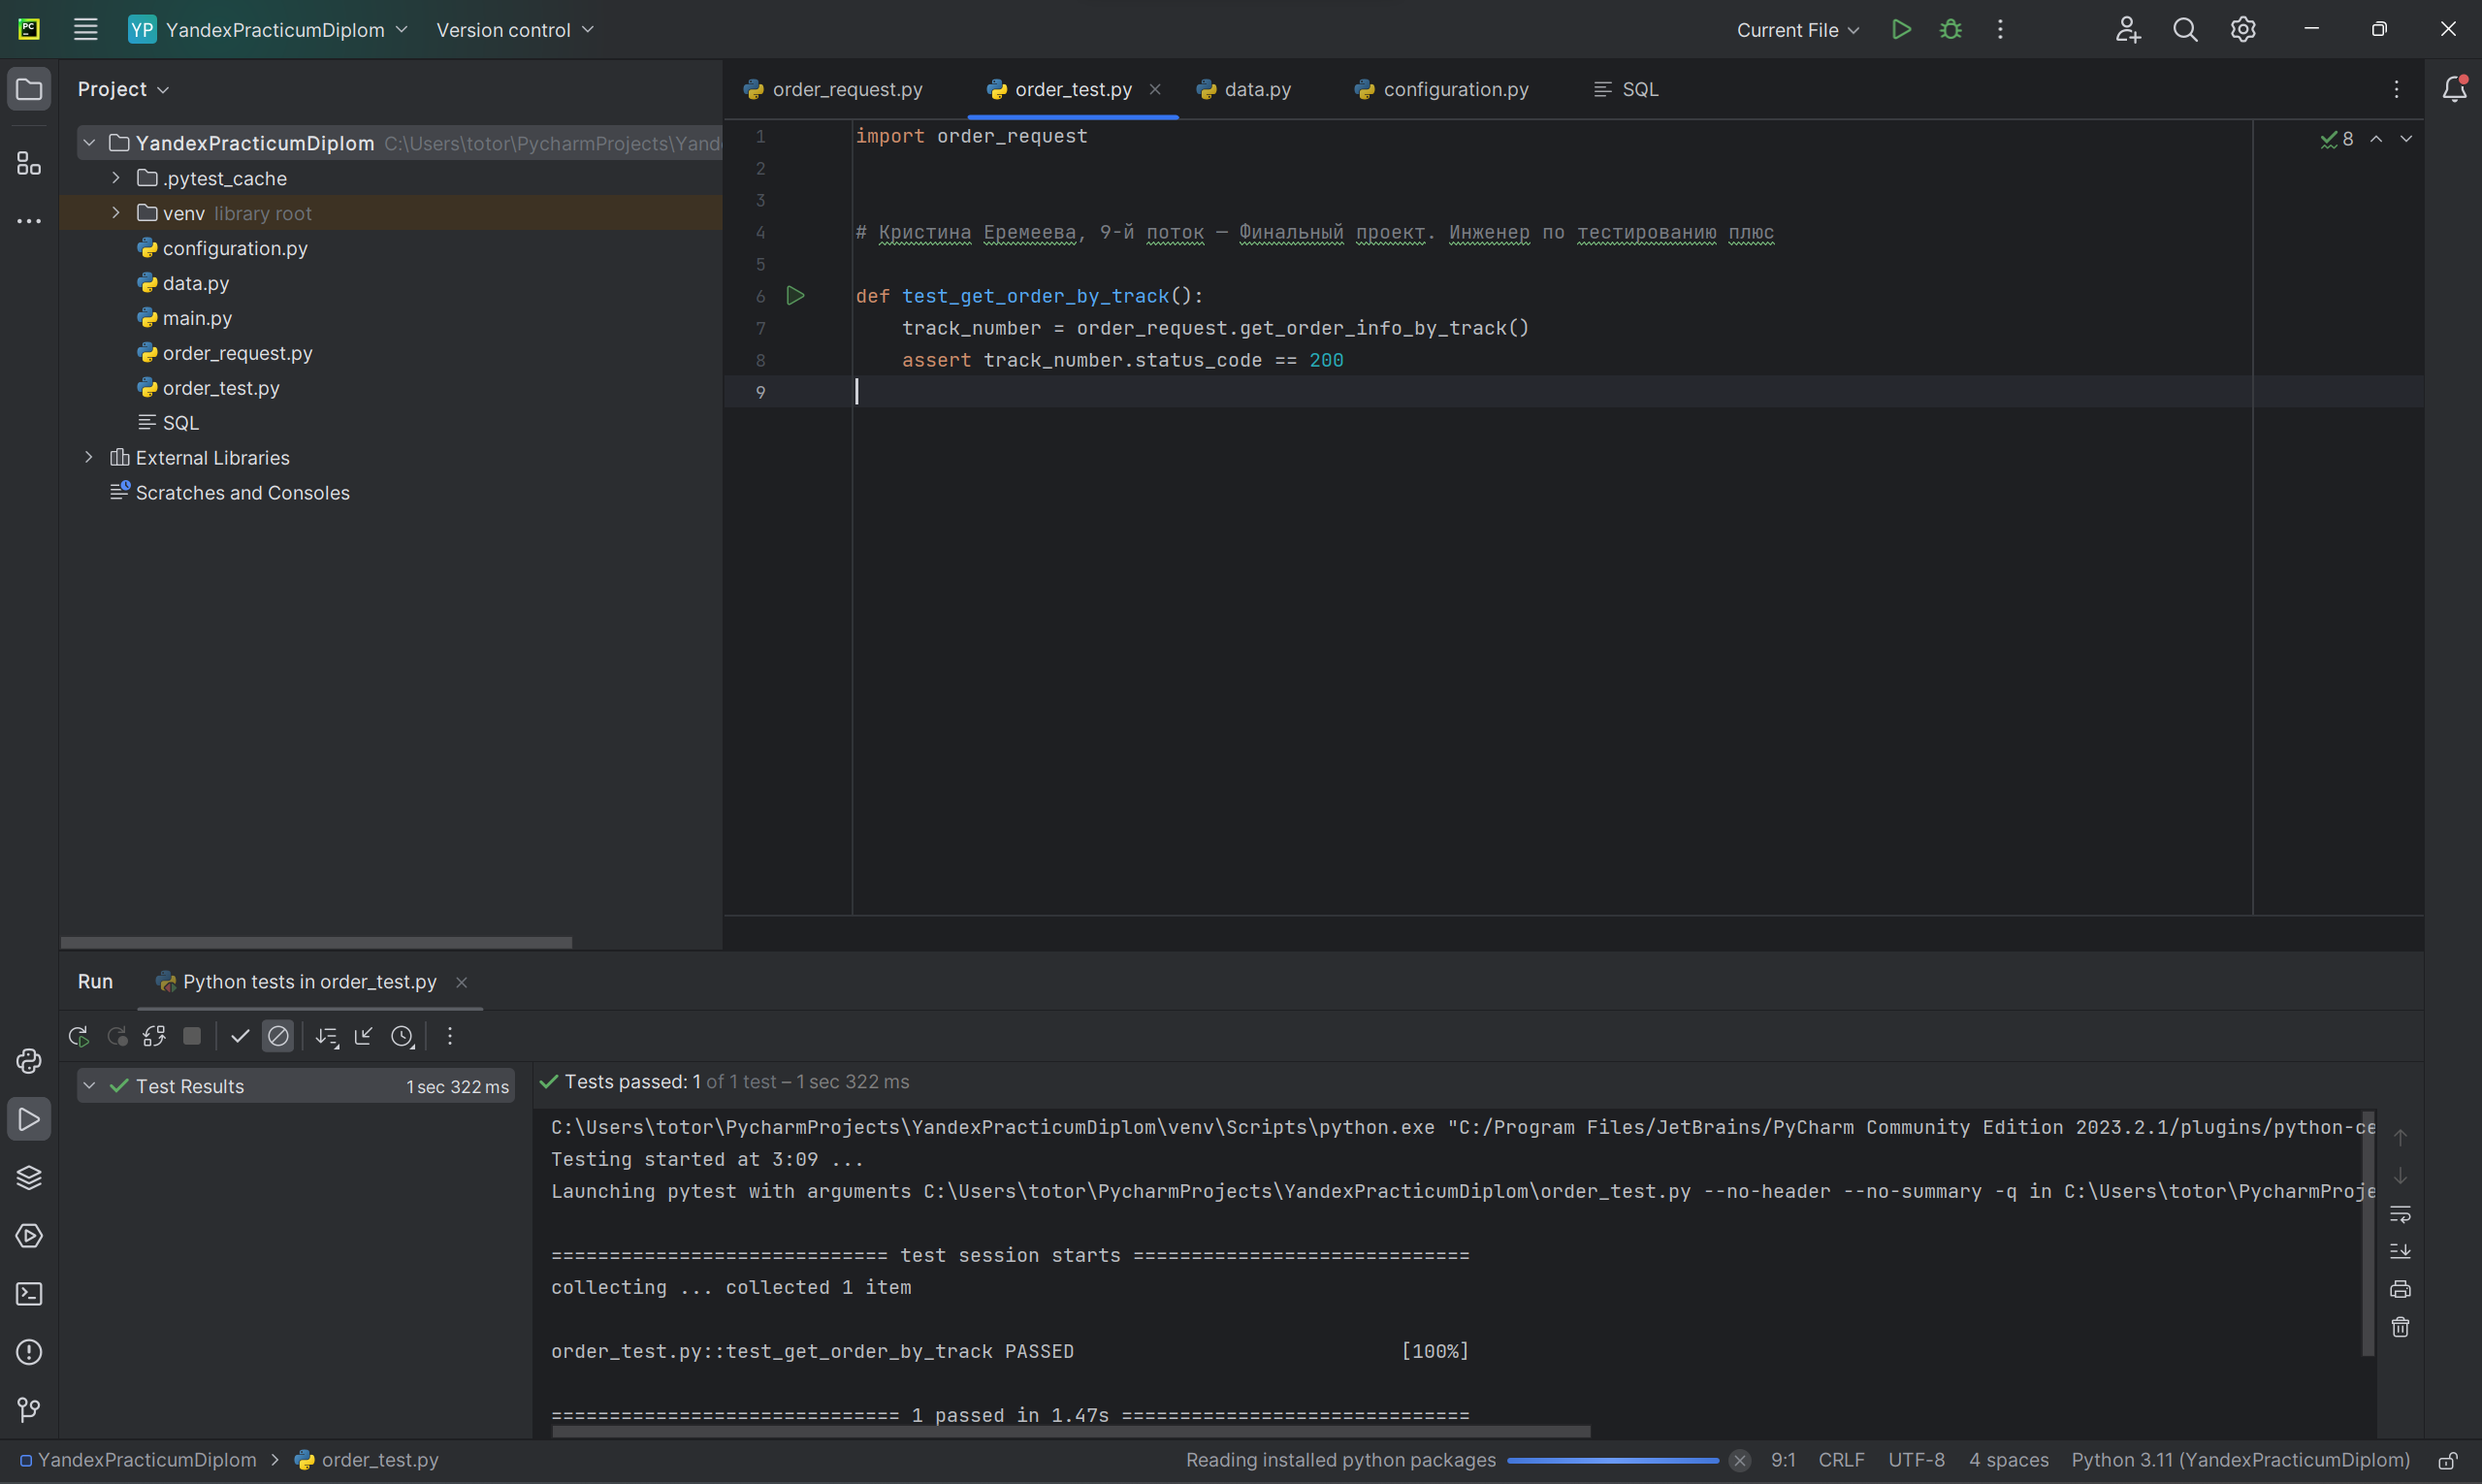 PC
YP YandexPracticumDiplom
Version control
Current File
Project
order_request.py
order_test.py
data.py
configuration.py
SQL
YandexPracticumDiplom C:\Users\totor\PycharmProjects\Yand
.pytest_cache
venv library root
configuration.py
data.py
main.py
order_request.py
order_test.py
SQL
External Libraries
Scratches and Consoles
8
1 import order_request
2
3
4 # Кристина Еремеева, 9-й поток — Финальный проект. Инженер по тестированию плюс
5
6 def test_get_order_by_track():
7 track_number = order_request.get_order_info_by_track()
8 assert track_number.status_code == 200
9
Run
Python tests in order_test.py
Test Results 1 sec 322 ms
Tests passed: 1 of 1 test – 1 sec 322 ms
C:\Users\totor\PycharmProjects\YandexPracticumDiplom\venv\Scripts\python.exe "C:/Program Files/JetBrains/PyCharm Community Edition 2023.2.1/plugins/python-ce
Testing started at 3:09 ...
Launching pytest with arguments C:\Users\totor\PycharmProjects\YandexPracticumDiplom\order_test.py --no-header --no-summary -q in C:\Users\totor\PycharmProje
============================= test session starts =============================
collecting ... collected 1 item
order_test.py::test_get_order_by_track PASSED [100%]
============================== 1 passed in 1.47s ==============================
YandexPracticumDiplom > order_test.py
Reading installed python packages
9:1
CRLF
UTF-8
4 spaces
Python 3.11 (YandexPracticumDiplom)